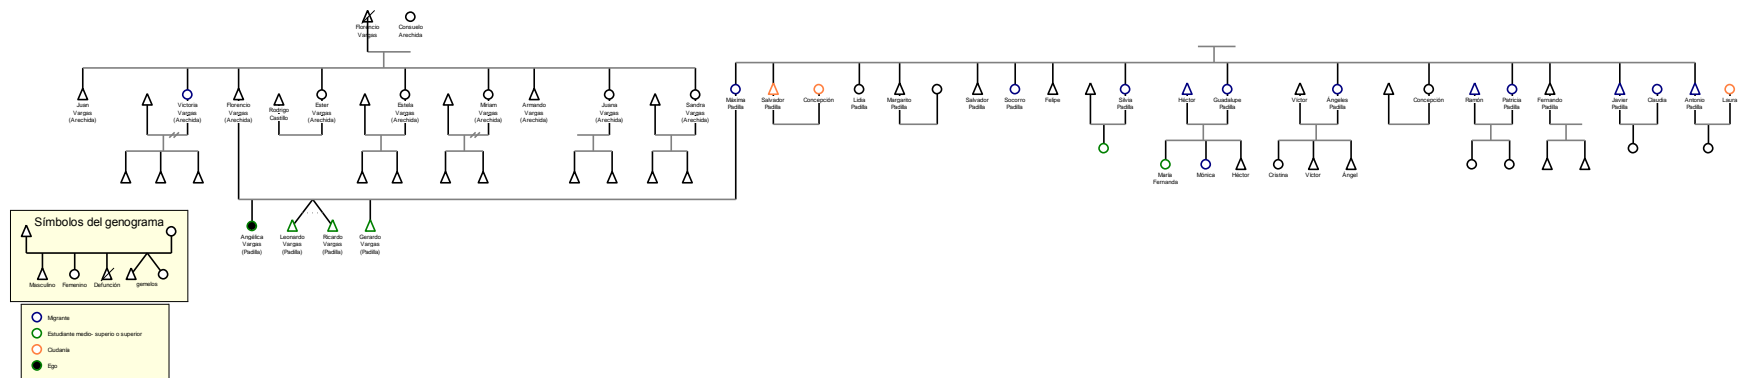 Florencio
Vargas
Consuelo
Arechida
Juan
Vargas
(Arechida)
Victoria
Vargas
(Arechida)
Florencio
Vargas
(Arechida)
Rodrigo
Castillo
Ester
Vargas
(Arechida)
Estela
Vargas
(Arechida)
Miriam
Vargas
(Arechida)
Armando
Vargas
(Arechida)
Juana
Vargas
(Arechida)
Sandra
Vargas
(Arechida)
Máxima
Padilla
Salvador
Padilla
Concepción
Lidia
Padilla
Margarito
Padilla
Salvador
Padilla
Socorro
Padilla
Felipe
Silvia
Padilla
Héctor
Guadalupe
Padilla
Víctor
Ángeles
Padilla
Concepción
Padilla
Ramón
Patricia
Padilla
Fernando
Padilla
Javier
Padilla
Claudia
Antonio
Padilla
Laura
María
Fernanda
Mónica
Héctor
Cristina
Víctor
Ángel
Angélica
Vargas
(Padilla)
Leonardo
Vargas
(Padilla)
Ricardo
Vargas
(Padilla)
Gerardo
Vargas
(Padilla)
Símbolos del genograma
Masculino
Femenino
Defunción
gemelos
Migrante
Estudiante medio- superio o superior
Ciudanía
Ego